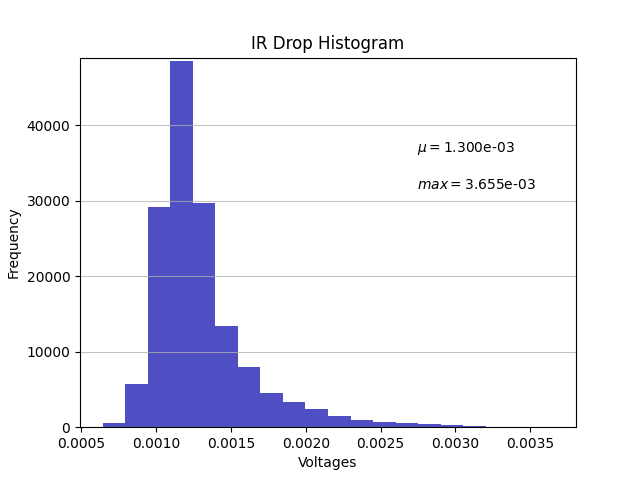 IR Drop Histogram
40000
30000
20000
10000
0
Frequency
μ = 1.300e-03
max = 3.655e-03
0.0005 0.0010 0.0015 0.0020 0.0025 0.0030 0.0035
Voltages